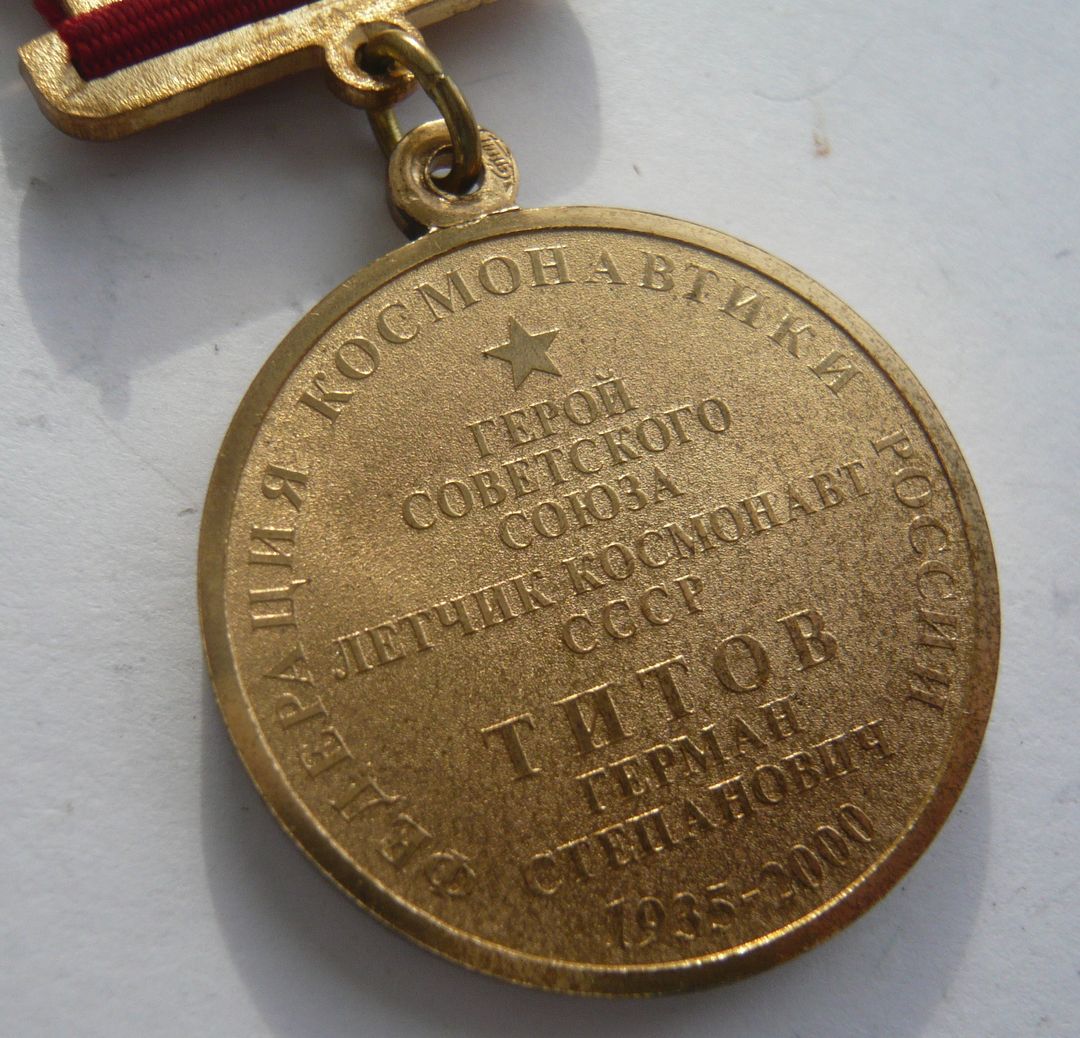 ФЕДЕРАЦИЯ КОСМОНАВТИКИ РОССИИ
ГЕРОЙ
СОВЕТСКОГО
СОЮЗА
ЛЕТЧИК КОСМОНАВТ
СССР
ТИТОВ
ГЕРМАН
СТЕПАНОВИЧ
1935-2000